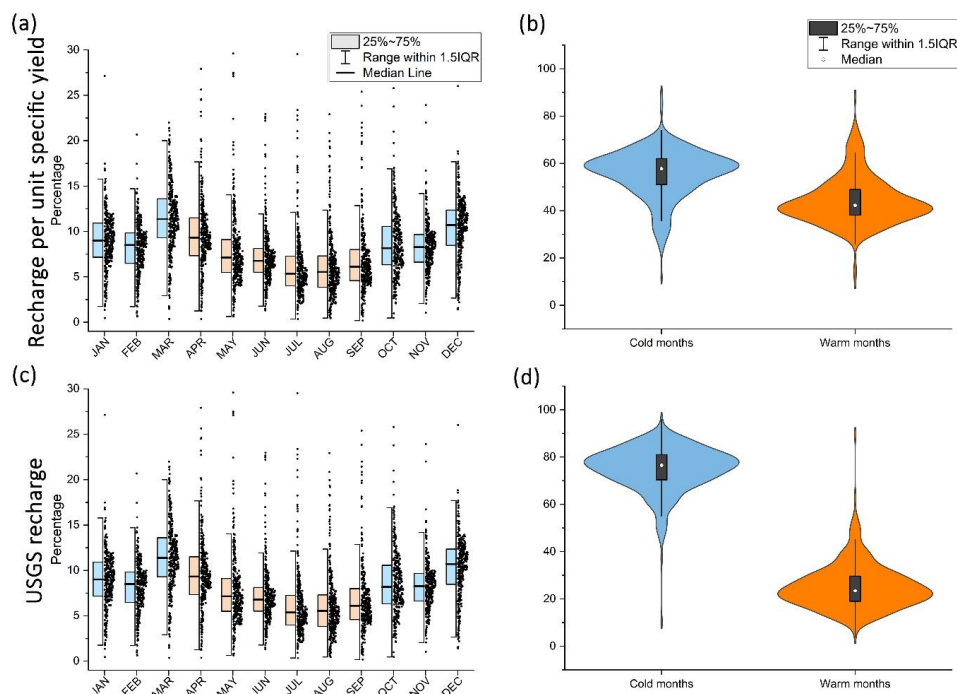 (a)
25%~75%
Range within 1.5IQR
Median Line
Recharge per unit specific yield
Percentage
30
25
20
15
10
5
0
JAN
FEB
MAR
APR
MAY
JUN
JUL
AUG
SEP
OCT
NOV
DEC
(b)
25%~75%
Range within 1.5IQR
Median
100
80
60
40
20
0
Cold months
Warm months
(c)
USGS recharge
Percentage
30
25
20
15
10
5
0
JAN
FEB
MAR
APR
MAY
JUN
JUL
AUG
SEP
OCT
NOV
DEC
(d)
100
80
60
40
20
0
Cold months
Warm months